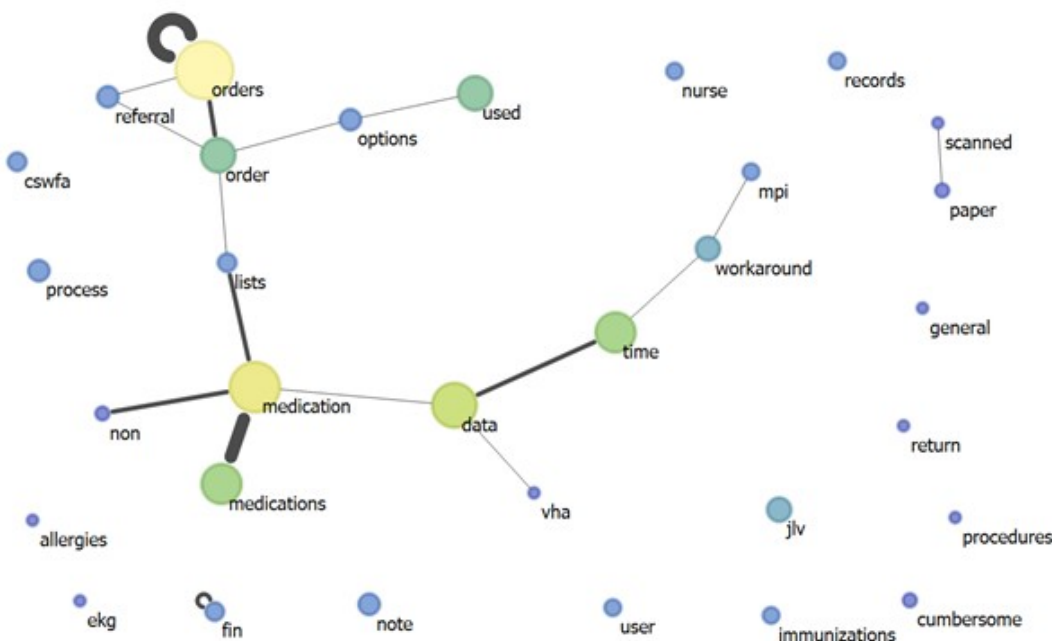 orders
referral
options
used
order
cswfa
process
lists
nurse
records
scanned
paper
mpi
workaround
general
time
medication
data
non
return
medications
vha
allergies
jlv
procedures
ekg
fin
note
user
immunizations
cumbersome